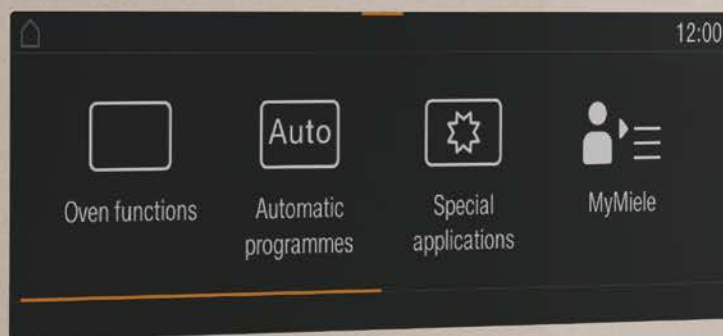 12:00
Auto
Oven functions
Automatic
programmes
Special
applications
MyMiele